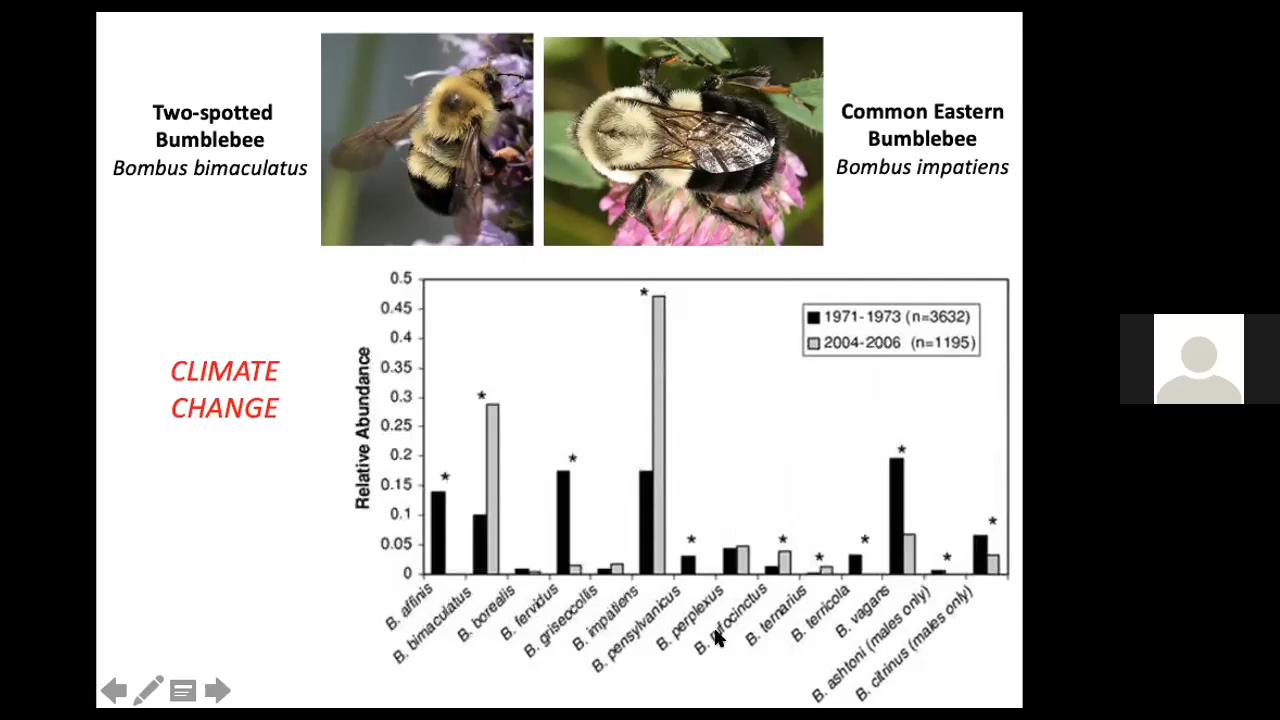 Two-spotted
Bumblebee
Bombus bimaculatus
Common Eastern
Bumblebee
Bombus impatiens
CLIMATE
CHANGE
Relative Abundance
0.5
0.45
0.4
0.35
0.3
0.25
0.2
0.15
0.1
0.05
0
1971-1973 (n=3632)
2004-2006 (n=1195)
*
*
*
*
*
*
*
*
*
*
*
B. affinis
B. bimaculatus
B. borealis
B. fervidus
B. griseocollis
B. impatiens
B. pensylvanicus
B. perplexus
B. rufocinctus
B. ternarius
B. terricola
B. vagans
B. ashtoni (males only)
B. citrinus (males only)